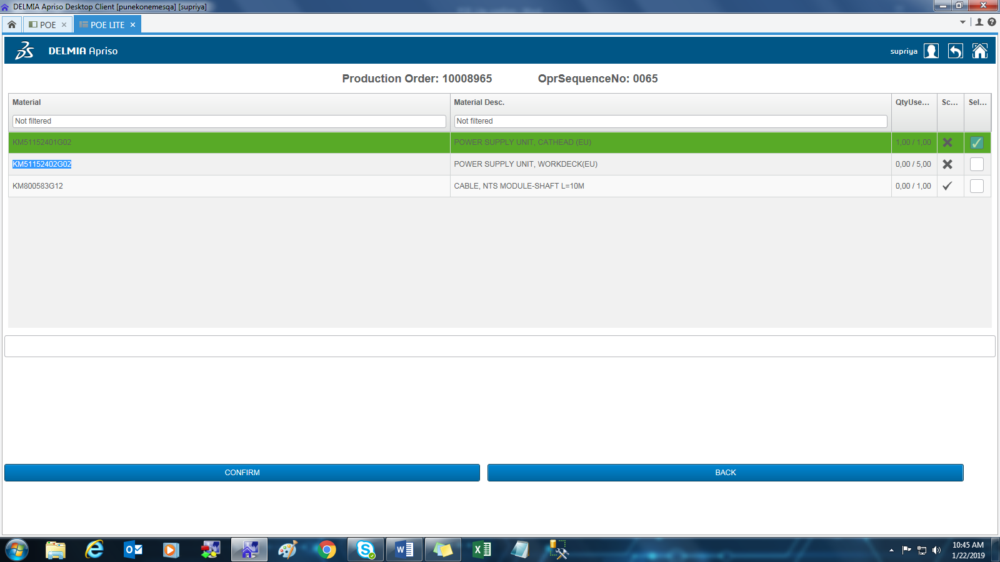 DELMIA Apriso Desktop Client [punekonemesqa] [supriya]
POE
POE LITE
DELMIA Apriso
supriya
Production Order: 10008965 OprSequenceNo: 0065
Material Material Desc. QtyUse... Sc... Sel...
Not filtered Not filtered
KM51152401G02 POWER SUPPLY UNIT, CATHEAD (EU) 1,00 / 1,00
KM51152402G02 POWER SUPPLY UNIT, WORKDECK(EU) 0,00 / 5,00
KM800583G12 CABLE, NTS MODULE-SHAFT L=10M 0,00 / 1,00
CONFIRM BACK
10:45 AM
1/22/2019